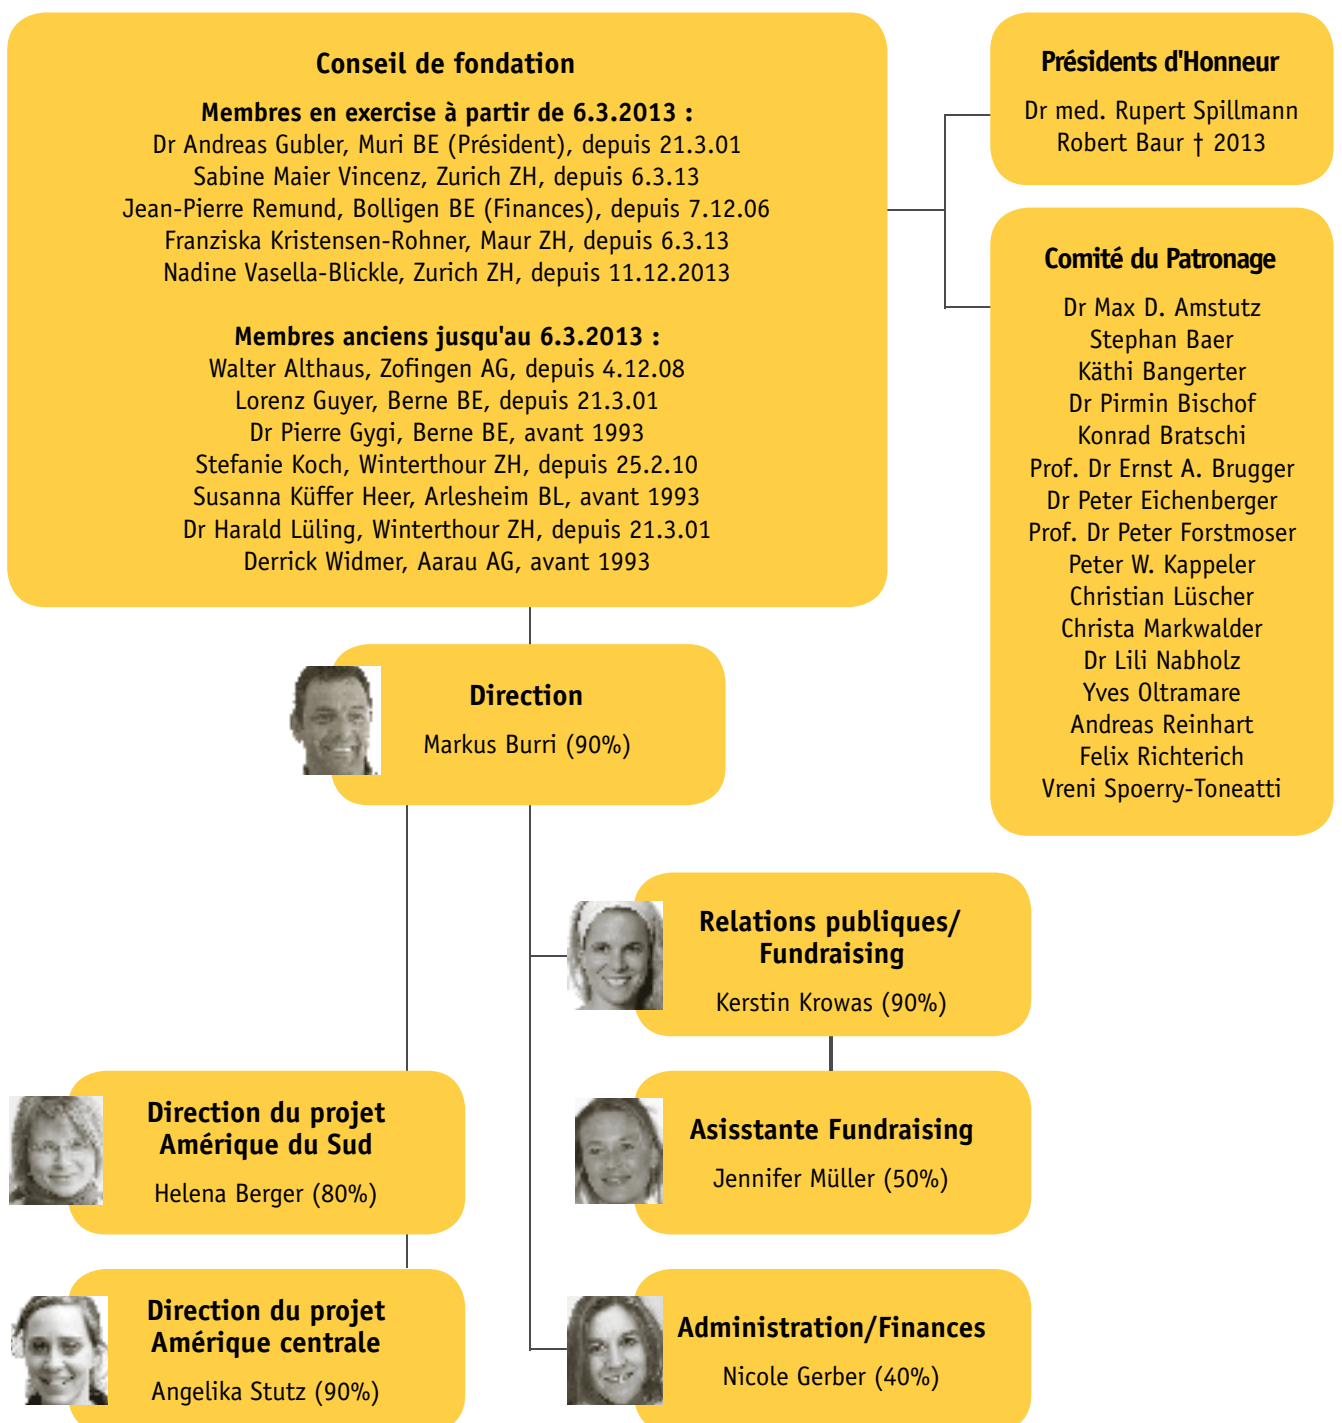 Conseil de fondation
Membres en exercise à partir de 6.3.2013 :
Dr Andreas Gubler, Muri BE (Président), depuis 21.3.01
Sabine Maier Vincenz, Zurich ZH, depuis 6.3.13
Jean-Pierre Remund, Bolligen BE (Finances), depuis 7.12.06
Franziska Kristensen-Rohner, Maur ZH, depuis 6.3.13
Nadine Vasella-Blickle, Zurich ZH, depuis 11.12.2013
Membres anciens jusqu'au 6.3.2013 :
Walter Althaus, Zofingen AG, depuis 4.12.08
Lorenz Guyer, Berne BE, depuis 21.3.01
Dr Pierre Gygi, Berne BE, avant 1993
Stefanie Koch, Winterthour ZH, depuis 25.2.10
Susanna Küffer Heer, Arlesheim BL, avant 1993
Dr Harald Lüling, Winterthour ZH, depuis 21.3.01
Derrick Widmer, Aarau AG, avant 1993
Présidents d'Honneur
Dr med. Rupert Spillmann
Robert Baur † 2013
Comité du Patronage
Dr Max D. Amstutz
Stephan Baer
Käthi Bangerter
Dr Pirmin Bischof
Konrad Bratschi
Prof. Dr Ernst A. Brugger
Dr Peter Eichenberger
Prof. Dr Peter Forstmoser
Peter W. Kappeler
Christian Lüscher
Christa Markwalder
Dr Lili Nabholz
Yves Oltramare
Andreas Reinhart
Felix Richterich
Vreni Spoerry-Toneatti
Direction
Markus Burri (90%)
Relations publiques/
Fundraising
Kerstin Krowas (90%)
Direction du projet
Amérique du Sud
Helena Berger (80%)
Asisstante Fundraising
Jennifer Müller (50%)
Direction du projet
Amérique centrale
Angelika Stutz (90%)
Administration/Finances
Nicole Gerber (40%)